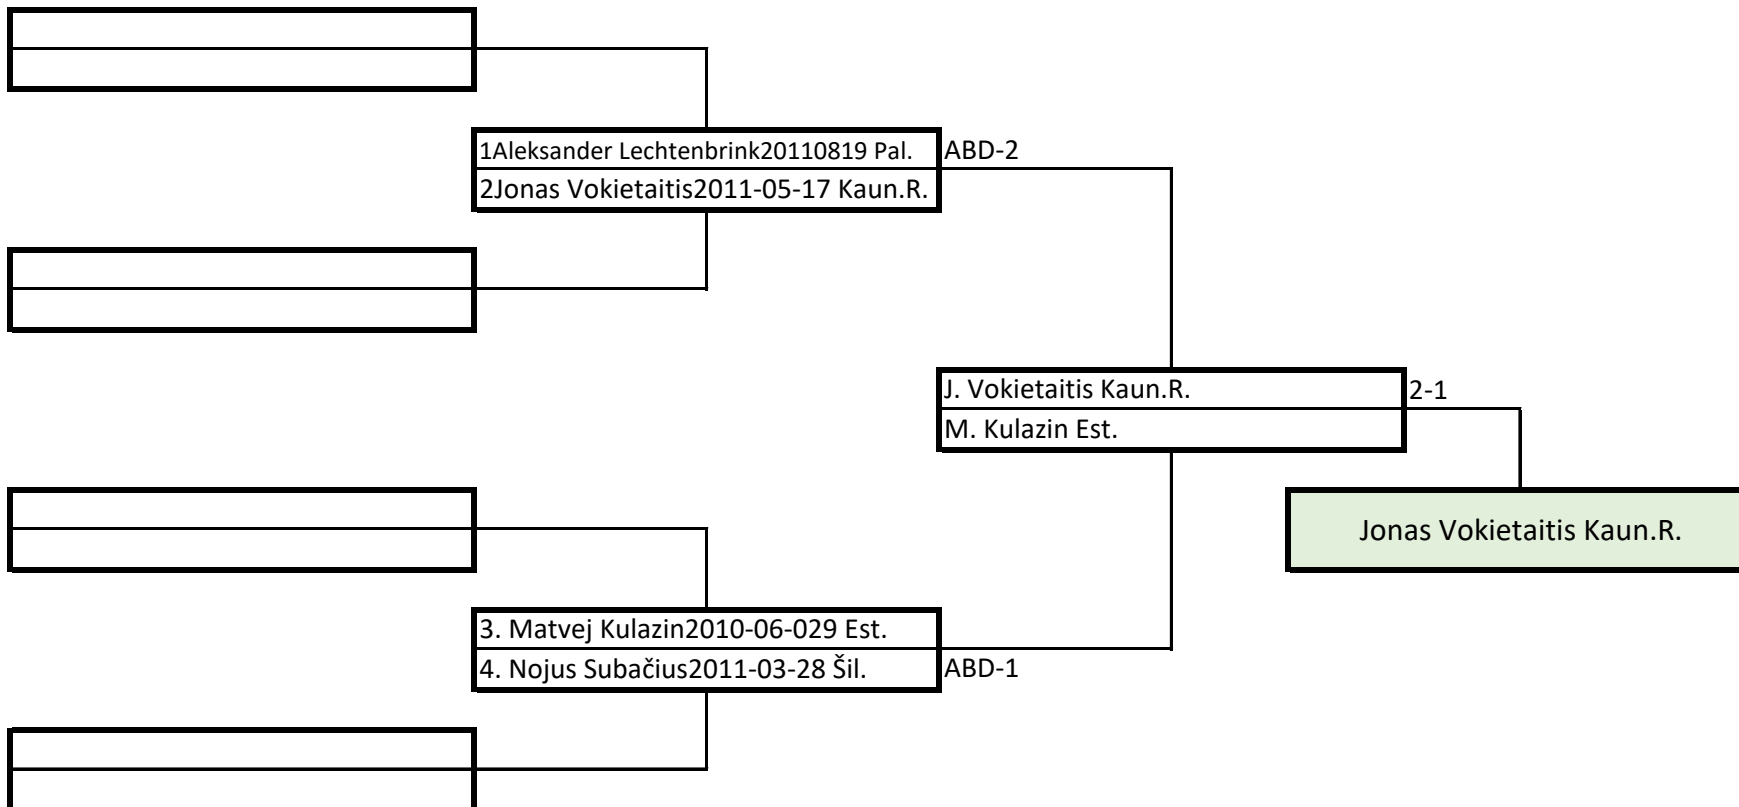 1Aleksander Lechtenbrink20110819 Pal.
ABD-2
2Jonas Vokietaitis2011-05-17 Kaun.R.
J. Vokietaitis Kaun.R.
2-1
M. Kulazin Est.
Jonas Vokietaitis Kaun.R.
3. Matvej Kulazin2010-06-029 Est.
4. Nojus Subačius2011-03-28 Šil.
ABD-1